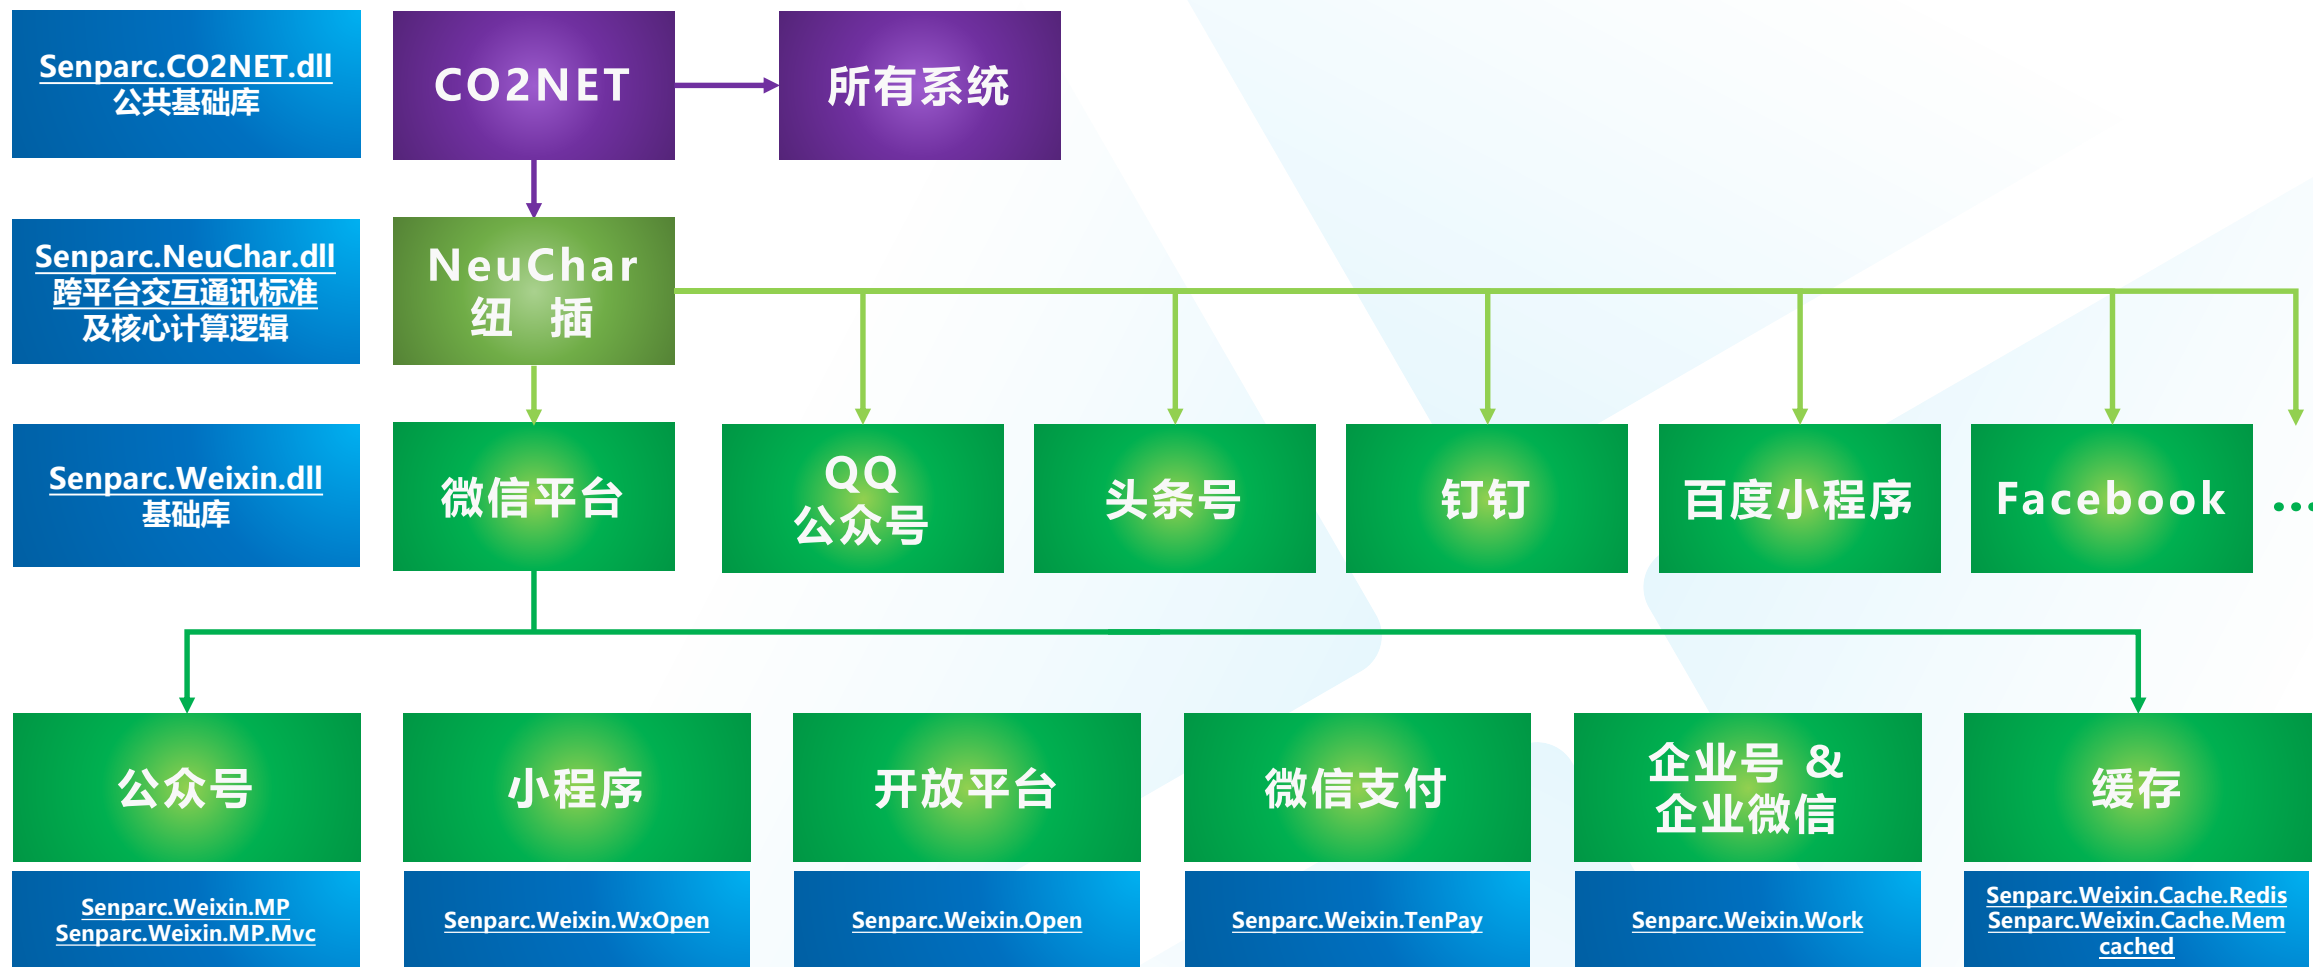 Senparc.CO2NET.dll
公共基础库
CO2NET
所有系统
Senparc.NeuChar.dll
跨平台交互通讯标准
及核心计算逻辑
NeuChar
纽 插
Senparc.Weixin.dll
基础库
微信平台
QQ
公众号
头条号
钉钉
百度小程序
Facebook
...
公众号
小程序
开放平台
微信支付
企业号 &
企业微信
缓存
Senparc.Weixin.MP
Senparc.Weixin.MP.Mvc
Senparc.Weixin.WxOpen
Senparc.Weixin.Open
Senparc.Weixin.TenPay
Senparc.Weixin.Work
Senparc.Weixin.Cache.Redis
Senparc.Weixin.Cache.Mem
cached